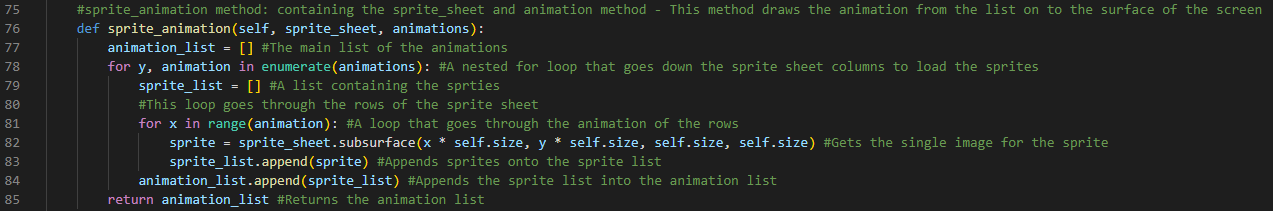 75 #sprite_animation method: containing the sprite_sheet and animation method - This method draws the animation from the list on to the surface of the screen
76 def sprite_animation(self, sprite_sheet, animations):
77 animation_list = [] #The main list of the animations
78 for y, animation in enumerate(animations): #A nested for loop that goes down the sprite sheet columns to load the sprites
79 sprite_list = [] #A list containing the sprties
80 #This loop goes through the rows of the sprite sheet
81 for x in range(animation): #A loop that goes through the animation of the rows
82 sprite = sprite_sheet.subsurface(x * self.size, y * self.size, self.size, self.size) #Gets the single image for the sprite
83 sprite_list.append(sprite) #Appends sprites onto the sprite list
84 animation_list.append(sprite_list) #Appends the sprite list into the animation list
85 return animation_list #Returns the animation list